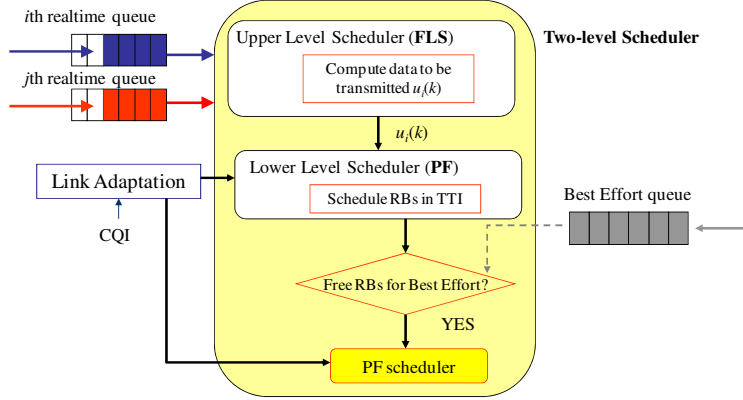 ith realtime queue
Upper Level Scheduler (FLS)
Two-level Scheduler
Compute data to be
transmitted ui(k)
jth realtime queue
ui(k)
Lower Level Scheduler (PF)
Link Adaptation
Schedule RBs in TTI
Best Effort queue
CQI
Free RBs for Best Effort?
YES
PF scheduler